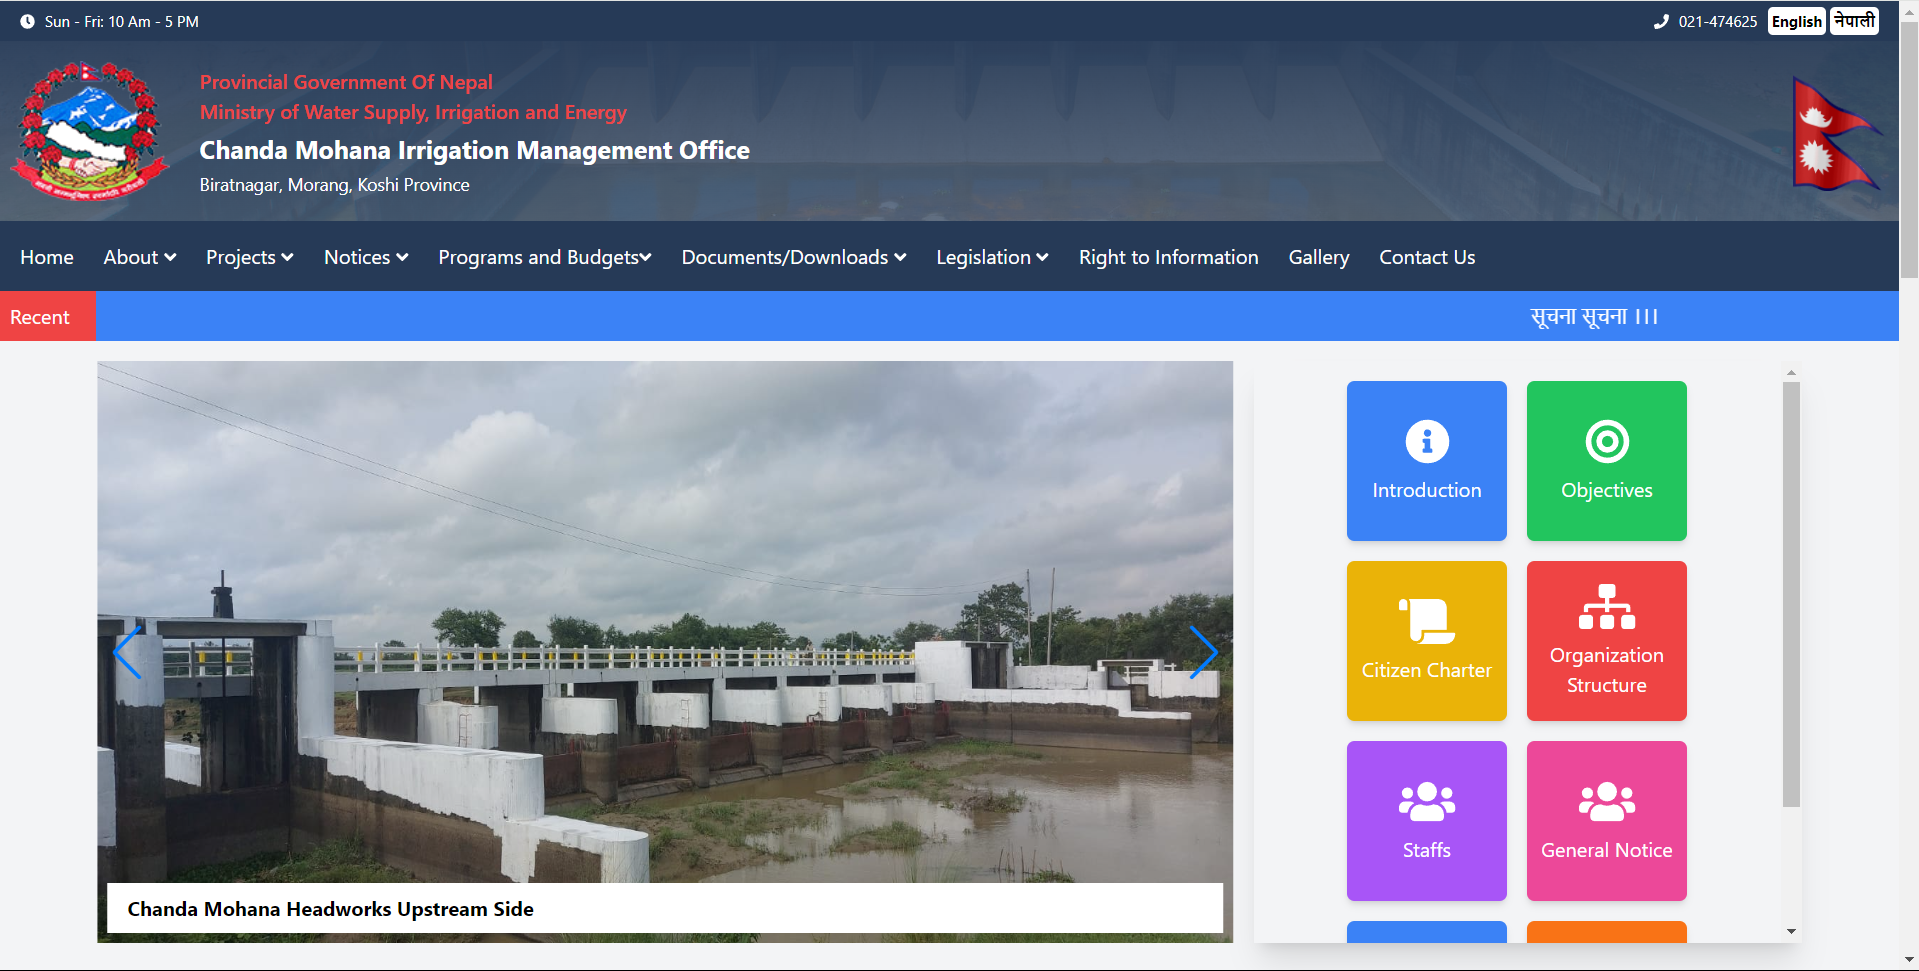 Sun - Fri: 10 Am - 5 PM
021-474625
English
नेपाली
Provincial Government Of Nepal
Ministry of Water Supply, Irrigation and Energy
Chanda Mohana Irrigation Management Office
Biratnagar, Morang, Koshi Province
Home
About
Projects
Notices
Programs and Budgets
Documents/Downloads
Legislation
Right to Information
Gallery
Contact Us
Recent
सूचना सूचना ।।।
Introduction
Objectives
Citizen Charter
Organization
Structure
Staffs
General Notice
Chanda Mohana Headworks Upstream Side